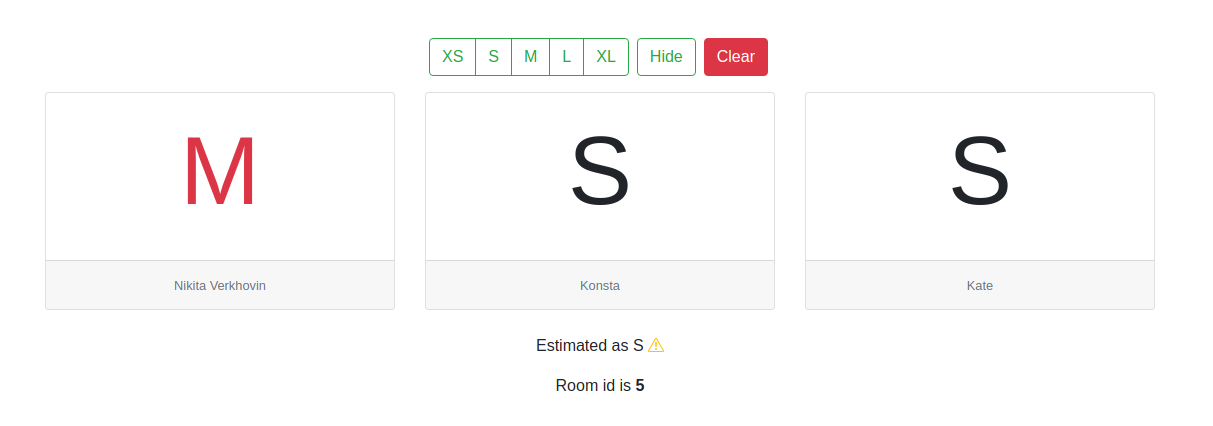 XS S M L XL Hide Clear
M S S
Nikita Verkhovin Konsta Kate
Estimated as S
Room id is 5